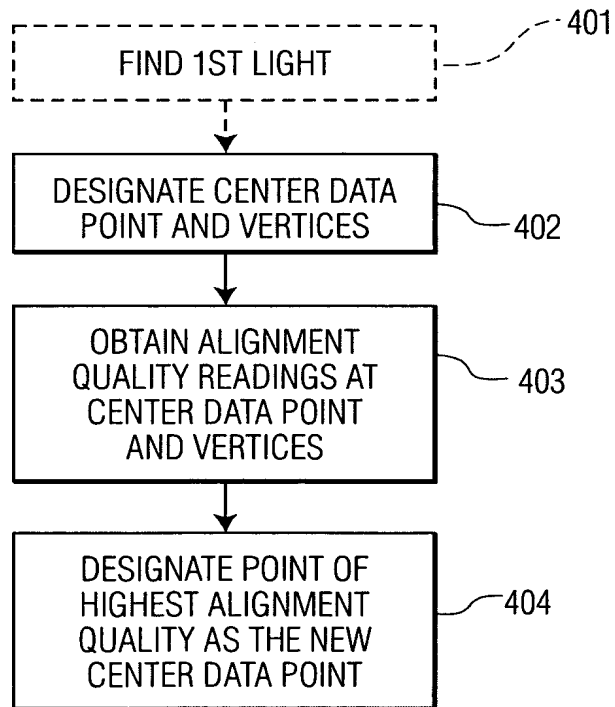 401
FIND 1ST LIGHT
DESIGNATE CENTER DATA
POINT AND VERTICES
402
OBTAIN ALIGNMENT
QUALITY READINGS AT
CENTER DATA POINT
AND VERTICES
403
DESIGNATE POINT OF
HIGHEST ALIGNMENT
QUALITY AS THE NEW
CENTER DATA POINT
404